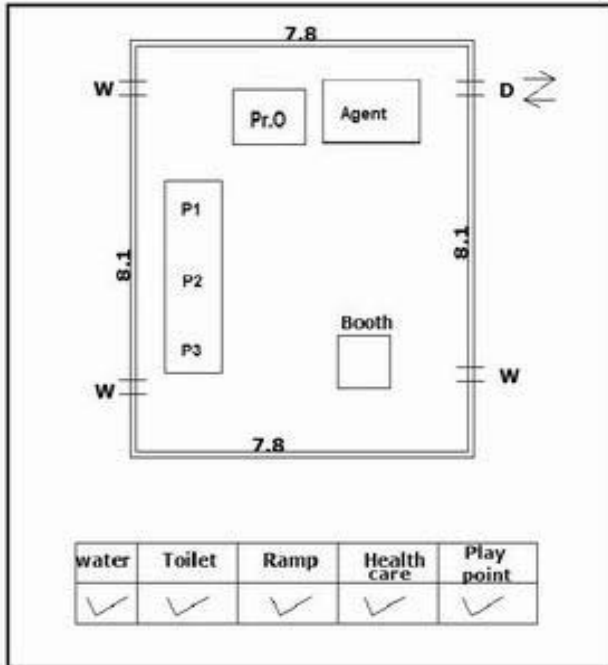 7.8
W
D
Pr.O
Agent
P1
8.1
8.1
P2
Booth
P3
W
W
7.8
water Toilet Ramp Health care Play point